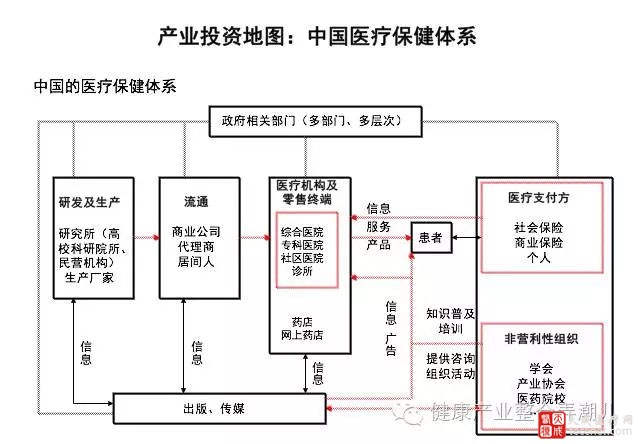 产业投资地图：中国医疗保健体系
中国的医疗保健体系
政府相关部门（多部门、多层次）
研发及生产
研究所（高
校科研院所、
民营机构）
生产厂家
流通
商业公司
代理商
居间人
医疗机构及
零售终端
综合医院
专科医院
社区医院
诊所
药店
网上药店
信息
服务
产品
患者
医疗支付方
社会保险
商业保险
个人
信息
信息
信息
信息
广告
知识普及
培训
提供咨询
组织活动
非营利性组织
学会
产业协会
医药院校
出版、传媒
健康产业整合弄潮儿